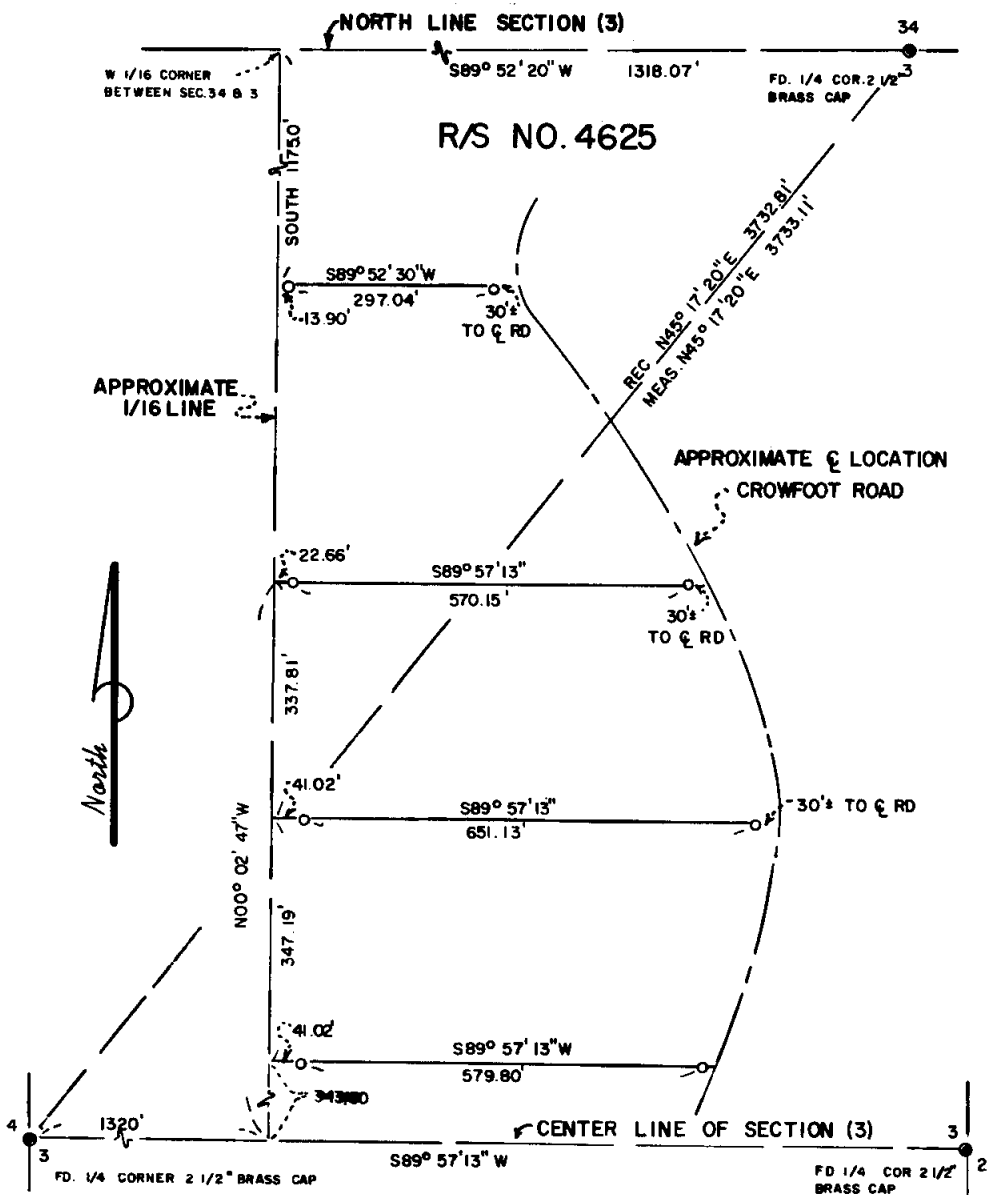 NORTH LINE SECTION (3)
34
S89° 52' 20" W 1318.07'
3
W 1/16 CORNER
BETWEEN SEC. 34 & 3
FD. 1/4 COR. 2 1/2"
BRASS CAP
R/S NO. 4625
SOUTH 1175.0'
REC N45° 17' 20" E 3732.81'
MEAS. N45° 17' 20" E 3733.11'
S89° 52' 30" W
297.04'
13.90'
30'±
TO ℄ RD
APPROXIMATE
1/16 LINE
APPROXIMATE ℄ LOCATION
CROWFOOT ROAD
22.66'
S89° 57' 13"
570.15'
30'±
TO ℄ RD
337.81'
North
41.02'
S89° 57' 13"
651.13'
30'± TO ℄ RD
N00° 02' 47" W
347.19'
41.02'
S89° 57' 13" W
579.80'
4
3
1320'
CENTER LINE OF SECTION (3)
3
2
S89° 57' 13" W
FD. 1/4 CORNER 2 1/2" BRASS CAP
FD 1/4 COR 2 1/2"
BRASS CAP